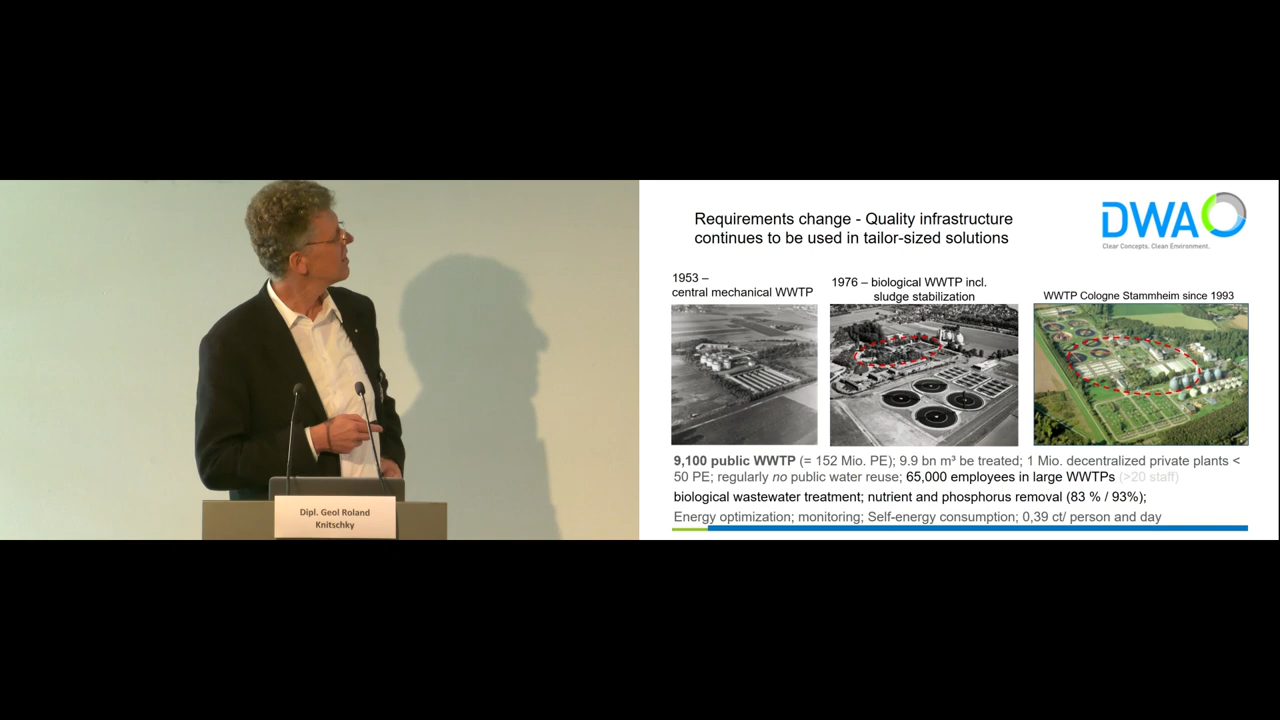 Dipl. Geol Roland
Knitschky
Requirements change - Quality infrastructure
continues to be used in tailor-sized solutions
DWA
Clear Concepts. Clean Environment.
1953 –
central mechanical WWTP
1976 – biological WWTP incl.
sludge stabilization
WWTP Cologne Stammheim since 1993
9,100 public WWTP (= 152 Mio. PE); 9.9 bn m³ be treated; 1 Mio. decentralized private plants <
50 PE; regularly no public water reuse; 65,000 employees in large WWTPs (>20 staff)
biological wastewater treatment; nutrient and phosphorus removal (83 % / 93%);
Energy optimization; monitoring; Self-energy consumption; 0,39 ct/ person and day